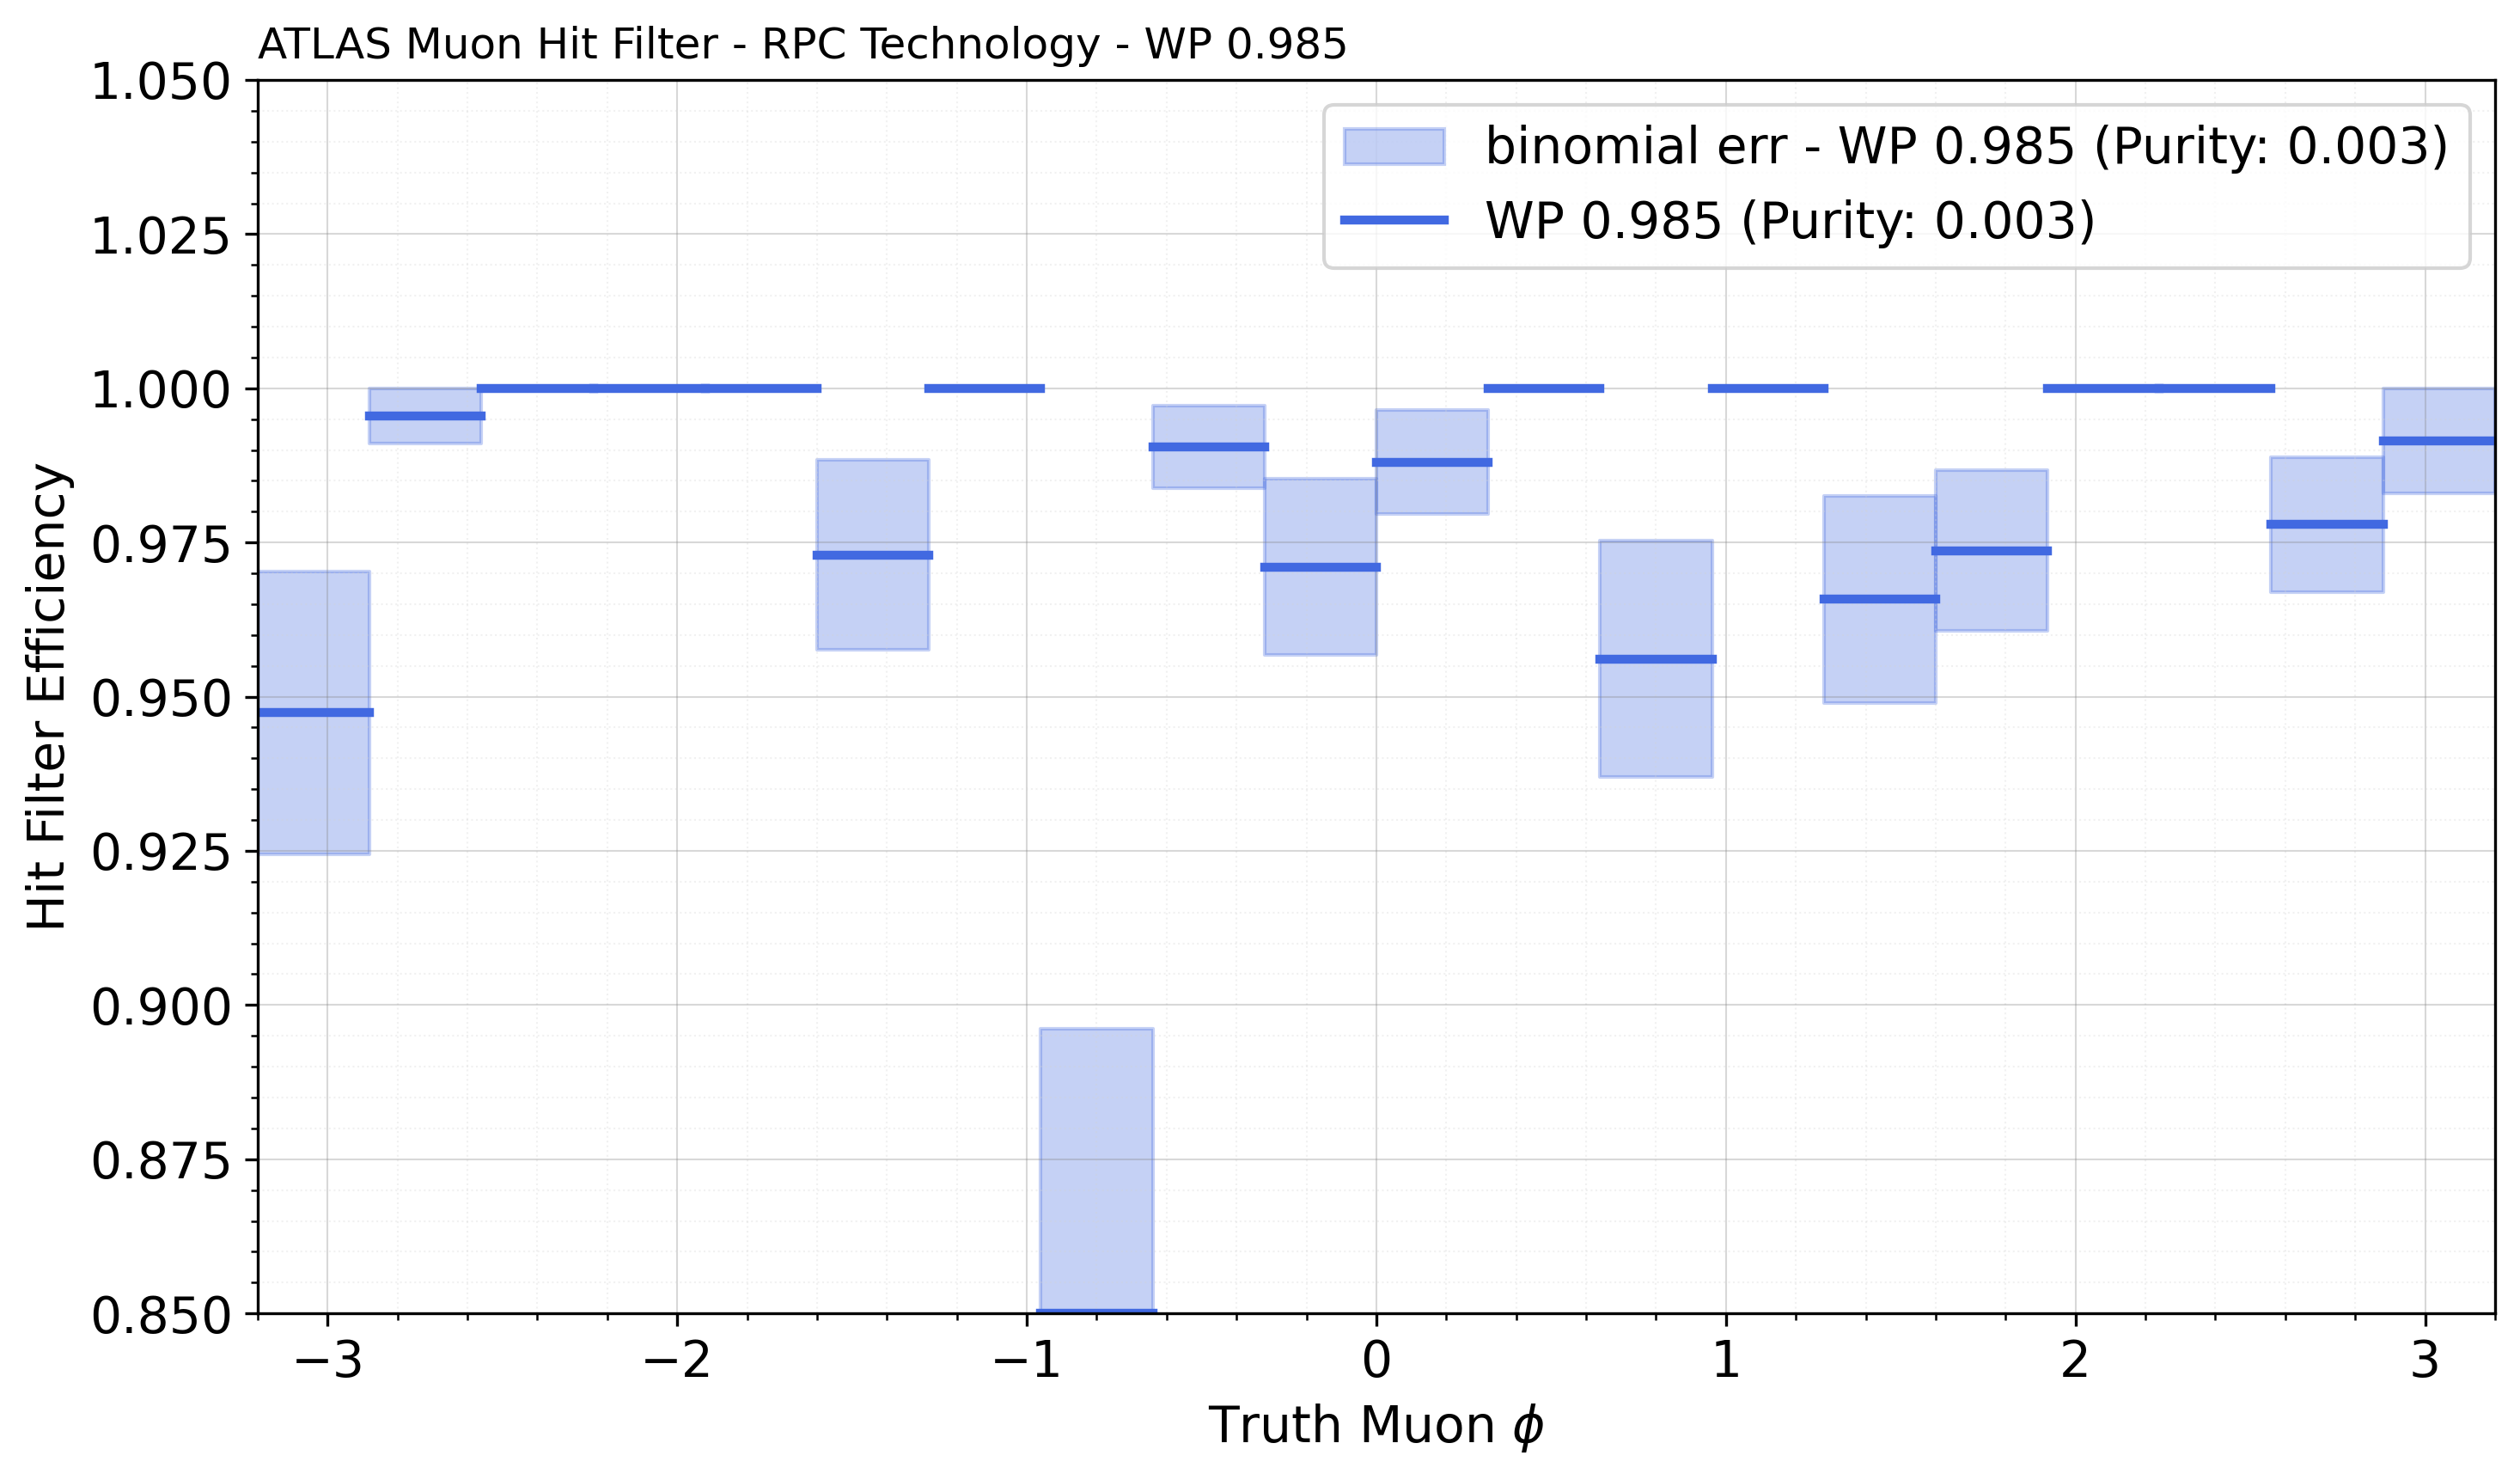 ATLAS Muon Hit Filter - RPC Technology - WP 0.985
binomial err - WP 0.985 (Purity: 0.003)
WP 0.985 (Purity: 0.003)
Hit Filter Efficiency
1.050
1.025
1.000
0.975
0.950
0.925
0.900
0.875
0.850
−3 −2 −1 0 1 2 3
Truth Muon ϕ